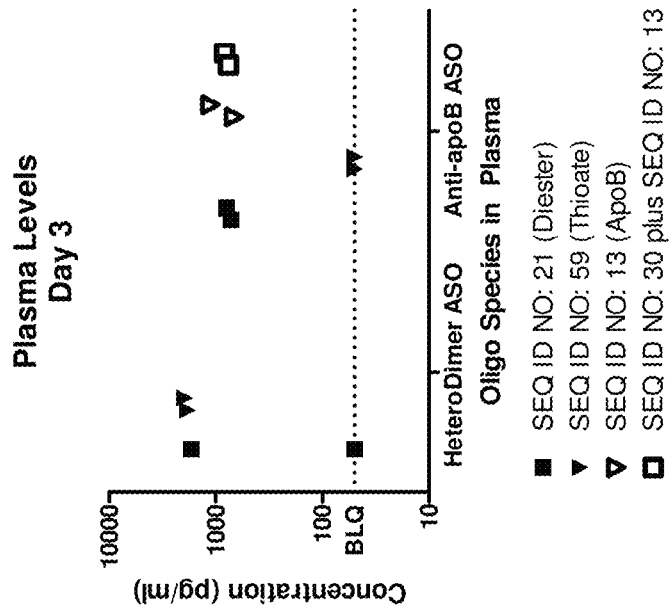 Plasma Levels
Day 3
Concentration (pg/ml)
10000
1000
100
BLQ
10
HeteroDimer ASO
Anti-apoB ASO
Oligo Species in Plasma
SEQ ID NO: 21 (Diester)
SEQ ID NO: 59 (Thioate)
SEQ ID NO: 13 (ApoB)
SEQ ID NO: 30 plus SEQ ID NO: 13